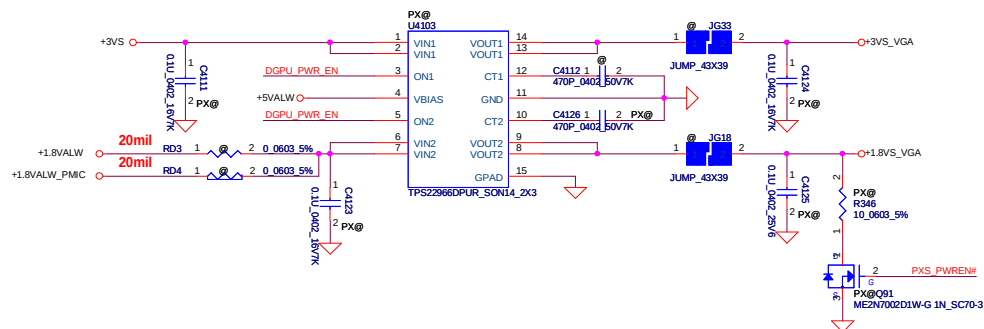 PX@
U4103
+3VS
1
2
VIN1
VIN1
VOUT1
VOUT1
14
13
@
JG33
1
2
2
JUMP_43X39
+3VS_VGA
1
C4111
0.1U_0402_16V7K
2
PX@
DGPU_PWR_EN
3
ON1
CT1
12
C4112
1
@
2
470P_0402_50V7K
1
C4124
0.1U_0402_16V7K
2
PX@
+5VALW
4
VBIAS
GND
11
DGPU_PWR_EN
5
ON2
CT2
10
C4126
1
2
PX@
470P_0402_50V7K
6
7
VIN2
VIN2
VOUT2
VOUT2
9
8
@
JG18
1
2
2
JUMP_43X39
+1.8VS_VGA
20mil
+1.8VALW
RD3
1
@
2
0_0603_5%
20mil
+1.8VALW_PMIC
RD4
1
@
2
0_0603_5%
GPAD
15
TPS22966DPUR_SON14_2X3
1
C4123
0.1U_0402_16V7K
2
PX@
1
C4125
0.1U_0402_25V6
2
PX@
2
PX@
R346
10_0603_5%
1
1
D
2
G
PXS_PWREN#
S
3
PX@
Q91
ME2N7002D1W-G 1N_SC70-3